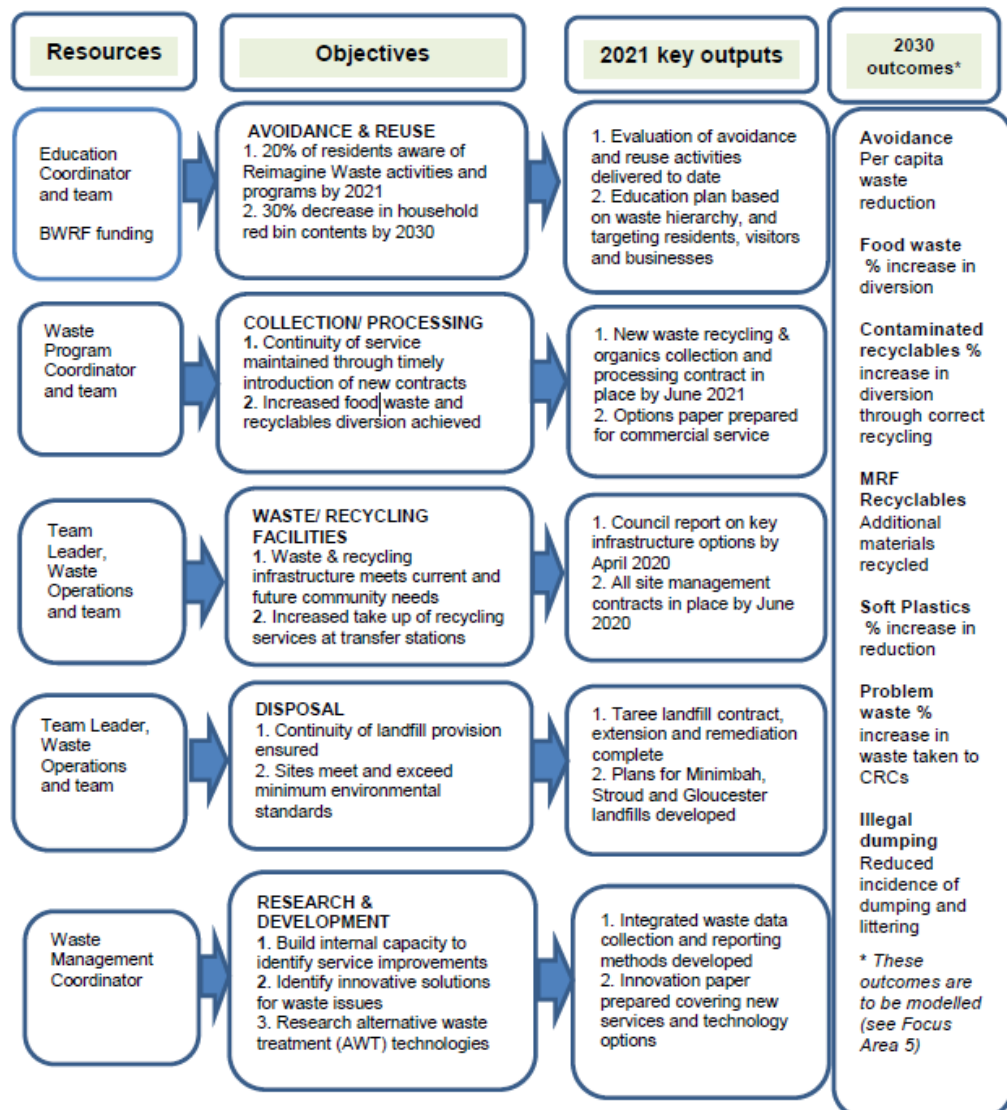 Resources
Objectives
2021 key outputs
2030
outcomes*
Education
Coordinator
and team
BWRF funding
AVOIDANCE & REUSE
1. 20% of residents aware of
Reimagine Waste activities and
programs by 2021
2. 30% decrease in household
red bin contents by 2030
1. Evaluation of avoidance
and reuse activities
delivered to date
2. Education plan based
on waste hierarchy, and
targeting residents, visitors
and businesses
Waste
Program
Coordinator
and team
COLLECTION/ PROCESSING
1. Continuity of service
maintained through timely
introduction of new contracts
2. Increased food waste and
recyclables diversion achieved
1. New waste recycling &
organics collection and
processing contract in
place by June 2021
2. Options paper prepared
for commercial service
Team
Leader,
Waste
Operations
and team
WASTE/ RECYCLING
FACILITIES
1. Waste & recycling
infrastructure meets current and
future community needs
2. Increased take up of recycling
services at transfer stations
1. Council report on key
infrastructure options by
April 2020
2. All site management
contracts in place by June
2020
Team Leader,
Waste
Operations
and team
DISPOSAL
1. Continuity of landfill provision
ensured
2. Sites meet and exceed
minimum environmental
standards
1. Taree landfill contract,
extension and remediation
complete
2. Plans for Minimbah,
Stroud and Gloucester
landfills developed
Waste
Management
Coordinator
RESEARCH &
DEVELOPMENT
1. Build internal capacity to
identify service improvements
2. Identify innovative solutions
for waste issues
3. Research alternative waste
treatment (AWT) technologies
1. Integrated waste data
collection and reporting
methods developed
2. Innovation paper
prepared covering new
services and technology
options
Avoidance
Per capita
waste
reduction
Food waste
% increase in
diversion
Contaminated
recyclables %
increase in
diversion
through correct
recycling
MRF
Recyclables
Additional
materials
recycled
Soft Plastics
% increase in
reduction
Problem
waste %
increase in
waste taken to
CRCs
Illegal
dumping
Reduced
incidence of
dumping and
littering
* These
outcomes are
to be modelled
(see Focus
Area 5)